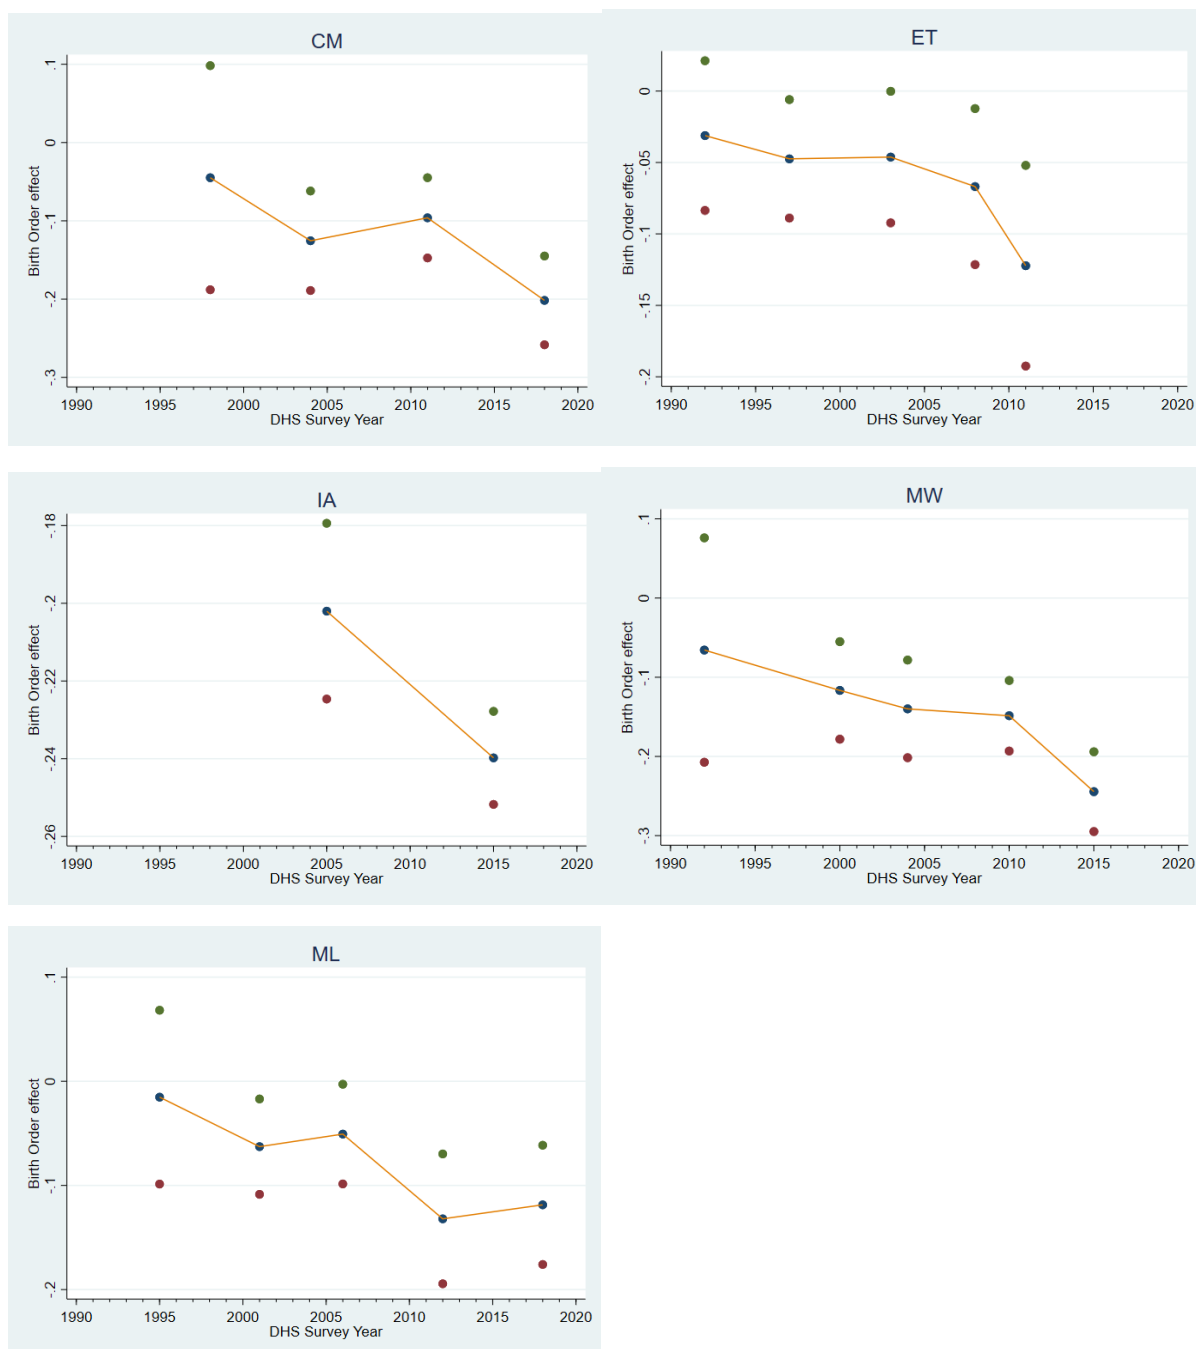 CM
Birth Order effect
.1
0
-.1
-.2
-.3
1990 1995 2000 2005 2010 2015 2020
DHS Survey Year
ET
Birth Order effect
0
-.05
-.1
-.15
-.2
1990 1995 2000 2005 2010 2015 2020
DHS Survey Year
IA
Birth Order effect
-.18
-.2
-.22
-.24
-.26
1990 1995 2000 2005 2010 2015 2020
DHS Survey Year
MW
Birth Order effect
.1
0
-.1
-.2
-.3
1990 1995 2000 2005 2010 2015 2020
DHS Survey Year
ML
Birth Order effect
.1
0
-.1
-.2
1990 1995 2000 2005 2010 2015 2020
DHS Survey Year